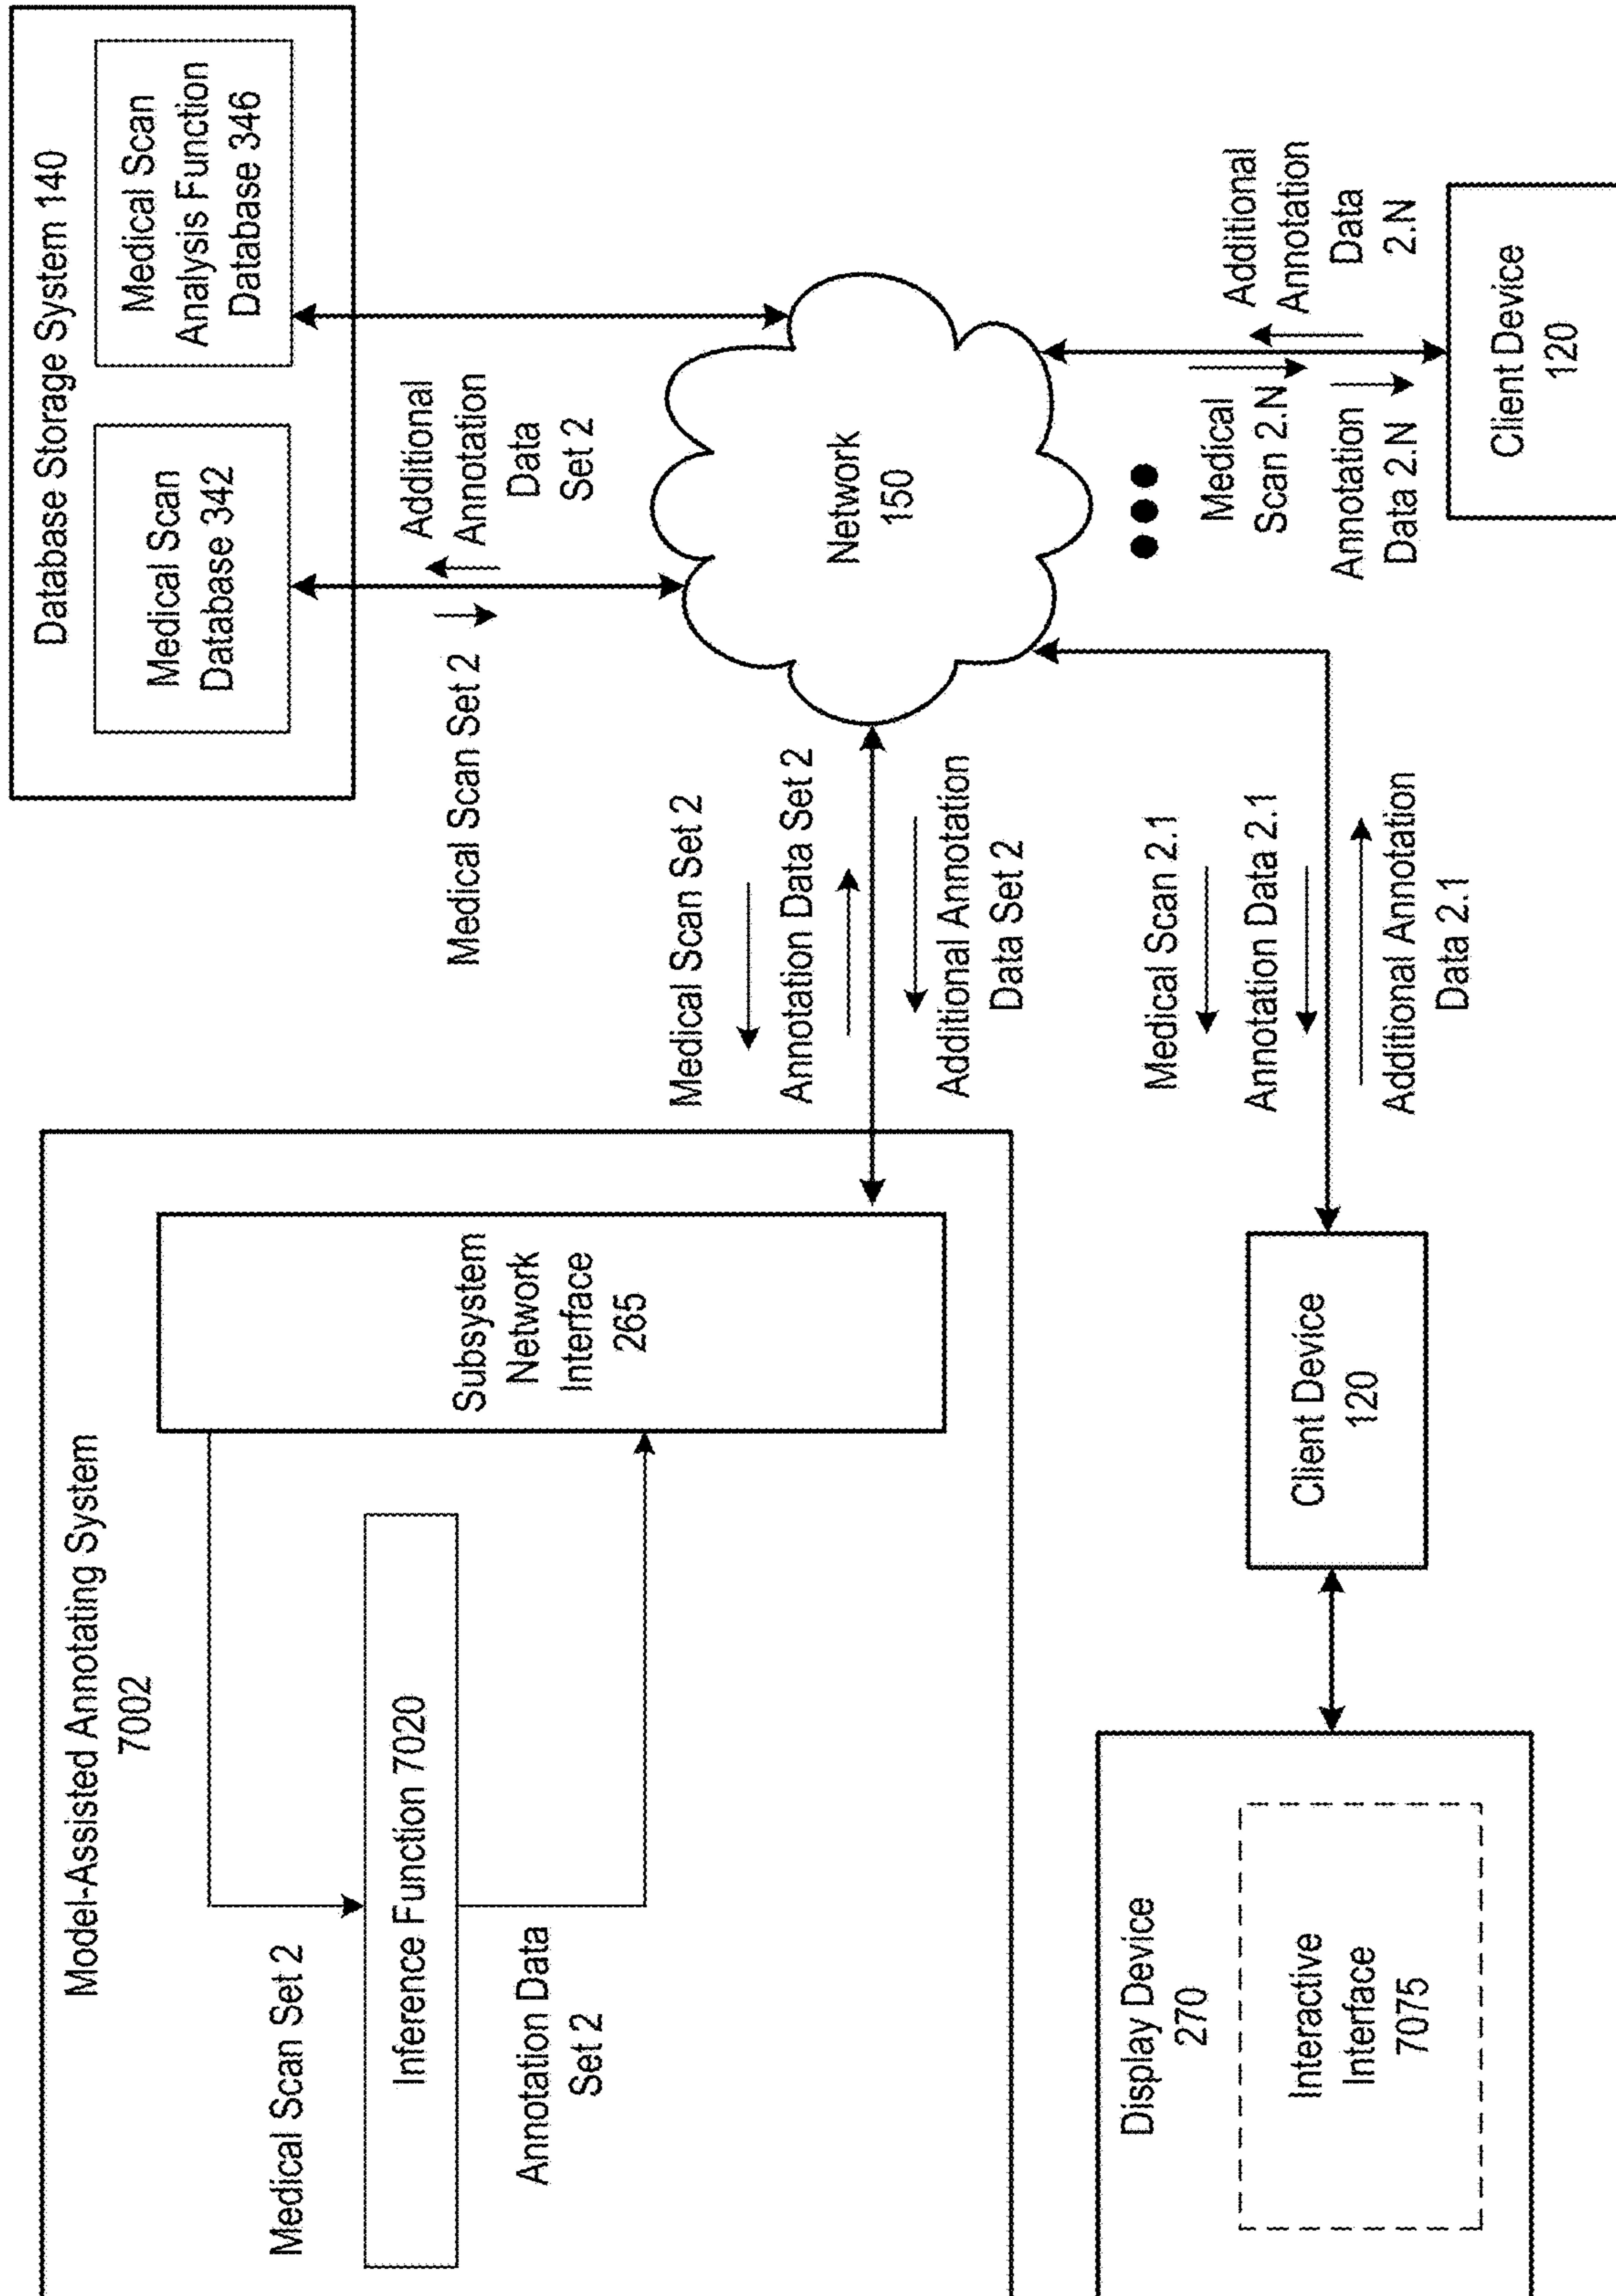 Model-Assisted Annotating System
7002
Medical Scan Set 2
Inference Function 7020
Annotation Data
Set 2
Subsystem
Network
Interface
265
Database Storage System 140
Medical Scan
Database 342
Medical Scan
Analysis Function
Database 346
Medical Scan Set 2
Additional
Annotation
Data
Set 2
Medical Scan Set 2
Annotation Data Set 2
Additional Annotation
Data Set 2
Network
150
Display Device
270
Interactive
Interface
7075
Client Device
120
Medical Scan 2.1
Annotation Data 2.1
Additional Annotation
Data 2.1
Medical
Scan 2.N
Annotation
Data 2.N
Additional
Annotation
Data
2.N
Client Device
120